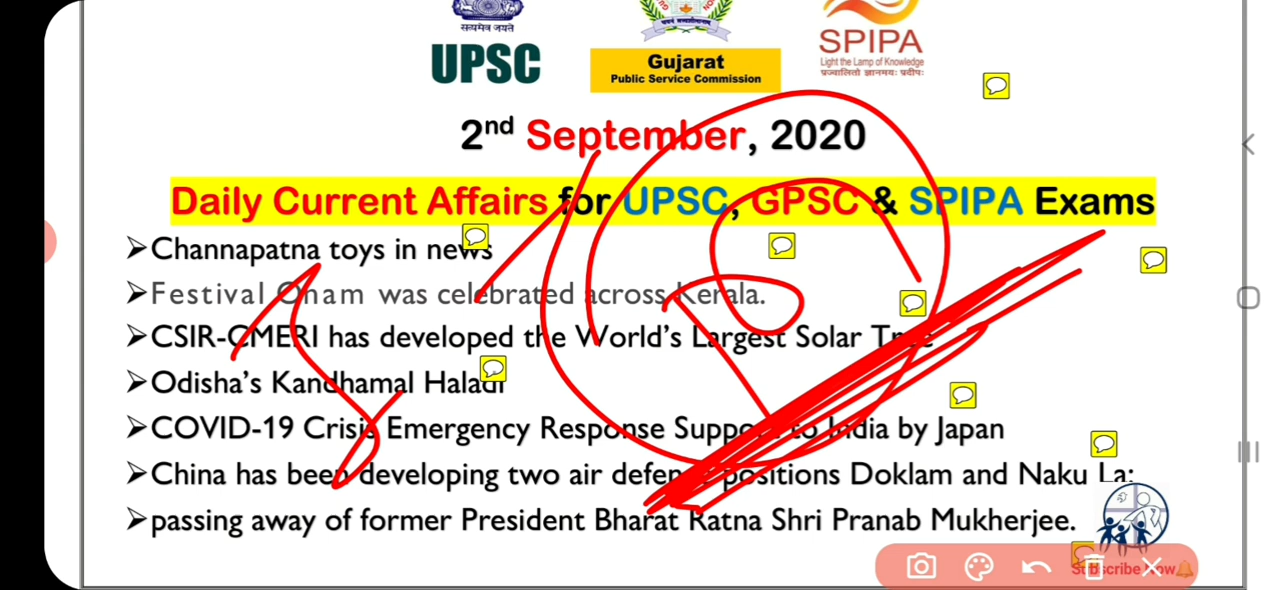 सत्यमेव जयते
UPSC
Gujarat
Public Service Commission
SPIPA
Light the Lamp of Knowledge
प्रज्वालितो ज्ञानमयः प्रदीपः
2nd September, 2020
Daily Current Affairs for UPSC, GPSC & SPIPA Exams
➢Channapatna toys in news
➢Festival Onam was celebrated across Kerala.
➢CSIR-CMERI has developed the World's Largest Solar Tree
➢Odisha's Kandhamal Haladi
➢COVID-19 Crisis Emergency Response Support to India by Japan
➢China has been developing two air defence positions Doklam and Naku La:
➢passing away of former President Bharat Ratna Shri Pranab Mukherjee.
Subscribe Now